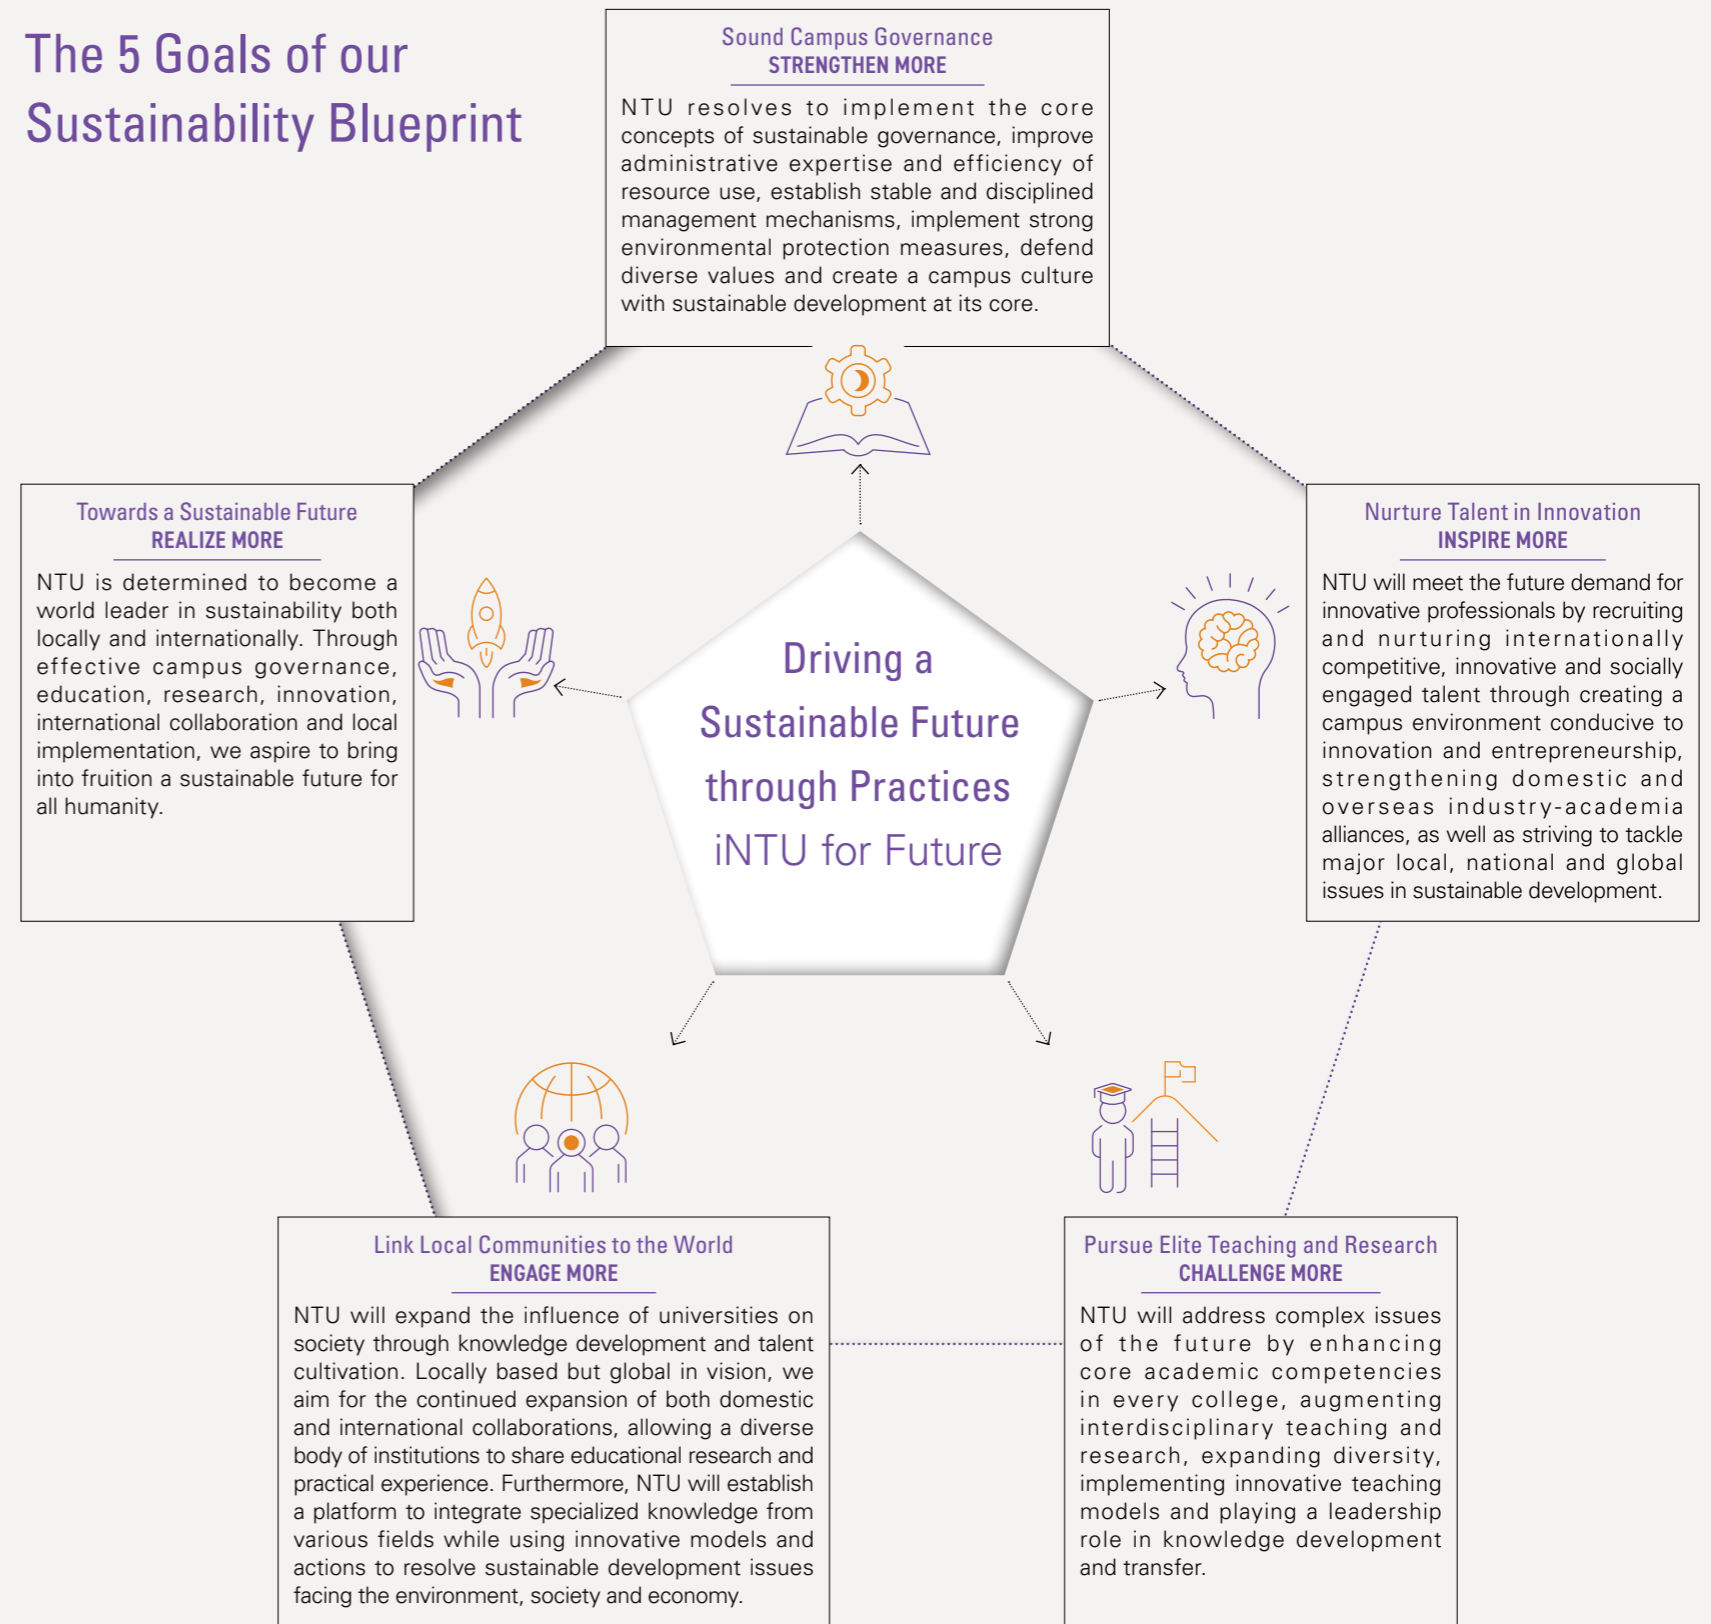 The 5 Goals of our
Sustainability Blueprint
Sound Campus Governance
STRENGTHEN MORE
NTU resolves to implement the core
concepts of sustainable governance, improve
administrative expertise and efficiency of
resource use, establish stable and disciplined
management mechanisms, implement strong
environmental protection measures, defend
diverse values and create a campus culture
with sustainable development at its core.
Towards a Sustainable Future
REALIZE MORE
NTU is determined to become a
world leader in sustainability both
locally and internationally. Through
effective campus governance,
education, research, innovation,
international collaboration and local
implementation, we aspire to bring
into fruition a sustainable future for
all humanity.
Driving a
Sustainable Future
through Practices
iNTU for Future
Nurture Talent in Innovation
INSPIRE MORE
NTU will meet the future demand for
innovative professionals by recruiting
and nurturing internationally
competitive, innovative and socially
engaged talent through creating a
campus environment conducive to
innovation and entrepreneurship,
strengthening domestic and
overseas industry-academia
alliances, as well as striving to tackle
major local, national and global
issues in sustainable development.
Link Local Communities to the World
ENGAGE MORE
NTU will expand the influence of universities on
society through knowledge development and talent
cultivation. Locally based but global in vision, we
aim for the continued expansion of both domestic
and international collaborations, allowing a diverse
body of institutions to share educational research and
practical experience. Furthermore, NTU will establish
a platform to integrate specialized knowledge from
various fields while using innovative models and
actions to resolve sustainable development issues
facing the environment, society and economy.
Pursue Elite Teaching and Research
CHALLENGE MORE
NTU will address complex issues
of the future by enhancing
core academic competencies
in every college, augmenting
interdisciplinary teaching and
research, expanding diversity,
implementing innovative teaching
models and playing a leadership
role in knowledge development
and transfer.